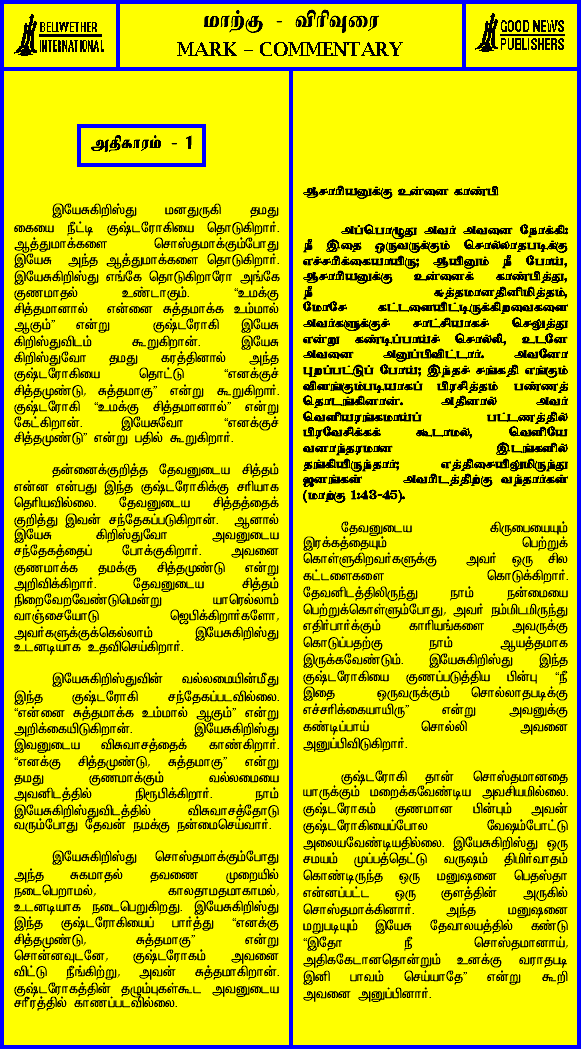 BELLWETHER
INTERNATIONAL
மாற்கு - விரிவுரை
MARK – COMMENTARY
GOOD NEWS
PUBLISHERS
அதிகாரம் - 1
இயேசுகிறிஸ்து மனதுருகி தமது
கையை நீட்டி குஷ்டரோகியை தொடுகிறார்.
ஆத்துமாக்களை சொஸ்தமாக்கும்போது
இயேசு அந்த ஆத்துமாக்களை தொடுகிறார்.
இயேசுகிறிஸ்து எங்கே தொடுகிறாரோ அங்கே
குணமாதல் உண்டாகும். “உமக்கு
சித்தமானால் என்னை சுத்தமாக்க உம்மால்
ஆகும்” என்று குஷ்டரோகி இயேசு
கிறிஸ்துவிடம் கூறுகிறான். இயேசு
கிறிஸ்துவோ தமது கரத்தினால் அந்த
குஷ்டரோகியை தொட்டு “எனக்குச்
சித்தமுண்டு, சுத்தமாகு” என்று கூறுகிறார்.
குஷ்டரோகி “உமக்கு சித்தமானால்” என்று
கேட்கிறான். இயேசுவோ “எனக்குச்
சித்தமுண்டு” என்று பதில் கூறுகிறார்.
தன்னைக்குறித்த தேவனுடைய சித்தம்
என்ன என்பது இந்த குஷ்டரோகிக்கு சரியாக
தெரியவில்லை. தேவனுடைய சித்தத்தைக்
குறித்து இவன் சந்தேகப்படுகிறான். ஆனால்
இயேசு கிறிஸ்துவோ அவனுடைய
சந்தேகத்தைப் போக்குகிறார். அவனை
குணமாக்க தமக்கு சித்தமுண்டு என்று
அறிவிக்கிறார். தேவனுடைய சித்தம்
நிறைவேறவேண்டுமென்று யாரெல்லாம்
வாஞ்சையோடு ஜெபிக்கிறார்களோ,
அவர்களுக்குக்கெல்லாம் இயேசுகிறிஸ்து
உடனடியாக உதவிசெய்கிறார்.
இயேசுகிறிஸ்துவின் வல்லமையின்மீது
இந்த குஷ்டரோகி சந்தேகப்படவில்லை.
“என்னை சுத்தமாக்க உம்மால் ஆகும்” என்று
அறிக்கையிடுகிறான். இயேசுகிறிஸ்து
இவனுடைய விசுவாசத்தைக் காண்கிறார்.
“எனக்கு சித்தமுண்டு, சுத்தமாகு” என்று
தமது குணமாக்கும் வல்லமையை
அவனிடத்தில் நிரூபிக்கிறார். நாம்
இயேசுகிறிஸ்துவிடத்தில் விசுவாசத்தோடு
வரும்போது தேவன் நமக்கு நன்மைசெய்வார்.
இயேசுகிறிஸ்து சொஸ்தமாக்கும்போது
அந்த சுகமாதல் தவணை முறையில்
நடைபெறாமல், காலதாமதமாகாமல்,
உடனடியாக நடைபெறுகிறது. இயேசுகிறிஸ்து
இந்த குஷ்டரோகியைப் பார்த்து “எனக்கு
சித்தமுண்டு, சுத்தமாகு” என்று
சொன்னவுடனே, குஷ்டரோகம் அவனை
விட்டு நீங்கிற்று, அவன் சுத்தமாகிறான்.
குஷ்டரோகத்தின் தழும்புகள்கூட அவனுடைய
சரீரத்தில் காணப்படவில்லை.
ஆசாரியனுக்கு உன்னை காண்பி
அப்பொழுது அவர் அவனை நோக்கி:
நீ இதை ஒருவருக்கும் சொல்லாதபடிக்கு
எச்சரிக்கையாயிரு; ஆயினும் நீ போய்,
ஆசாரியனுக்கு உன்னைக் காண்பித்து,
நீ சுத்தமானதினிமித்தம்,
மோசே கட்டளையிட்டிருக்கிறவைகளை
அவர்களுக்குச் சாட்சியாகச் செலுத்து
என்று கண்டிப்பாய்ச் சொல்லி, உடனே
அவனை அனுப்பிவிட்டார். அவனோ
புறப்பட்டுப் போய்; இந்தச் சங்கதி எங்கும்
விளங்கும்படியாகப் பிரசித்தம் பண்ணத்
தொடங்கினான். அதினால் அவர்
வெளியரங்கமாய்ப் பட்டணத்தில்
பிரவேசிக்கக் கூடாமல், வெளியே
வனாந்தரமான இடங்களில்
தங்கியிருந்தார்; எத்திசையிலுமிருந்து
ஜனங்கள் அவரிடத்திற்கு வந்தார்கள்
(மாற்கு 1:43-45).
தேவனுடைய கிருபையையும்
இரக்கத்தையும் பெற்றுக்
கொள்ளுகிறவர்களுக்கு அவர் ஒரு சில
கட்டளைகளை கொடுக்கிறார்.
தேவனிடத்திலிருந்து நாம் நன்மையை
பெற்றுக்கொள்ளும்போது, அவர் நம்மிடமிருந்து
எதிர்பார்க்கும் காரியங்களை அவருக்கு
கொடுப்பதற்கு நாம் ஆயத்தமாக
இருக்கவேண்டும். இயேசுகிறிஸ்து இந்த
குஷ்டரோகியை குணப்படுத்திய பின்பு “நீ
இதை ஒருவருக்கும் சொல்லாதபடிக்கு
எச்சரிக்கையாயிரு” என்று அவனுக்கு
கண்டிப்பாய் சொல்லி அவனை
அனுப்பிவிடுகிறார்.
குஷ்டரோகி தான் சொஸ்தமானதை
யாருக்கும் மறைக்கவேண்டிய அவசியமில்லை.
குஷ்டரோகம் குணமான பின்பும் அவன்
குஷ்டரோகியைப்போல வேஷம்போட்டு
அலையவேண்டியதில்லை. இயேசுகிறிஸ்து ஒரு
சமயம் முப்பத்தெட்டு வருஷம் திமிர்வாதம்
கொண்டிருந்த ஒரு மனுஷனை பெதஸ்தா
என்னப்பட்ட ஒரு குளத்தின் அருகில்
சொஸ்தமாக்கினார். அந்த மனுஷனை
மறுபடியும் இயேசு தேவாலயத்தில் கண்டு
“இதோ நீ சொஸ்தமானாய்,
அதிககேடானதொன்றும் உனக்கு வராதபடி
இனி பாவம் செய்யாதே” என்று கூறி
அவனை அனுப்பினார்.